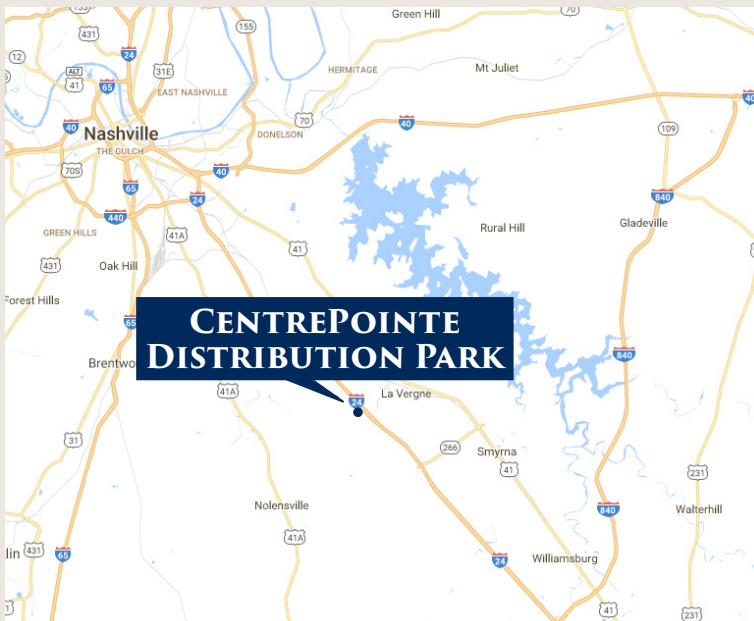 Green Hill
155
431
155
70
12
24
HERMITAGE
Mt Juliet
ALT
41
65
31E
EAST NASHVILLE
40
40
Nashville
70
40
109
DONELSON
THE GULCH
70S
40
65
24
840
440
Rural Hill
Gladeville
GREEN HILLS
41A
41
431
Oak Hill
Forest Hills
65
CENTREPOINTE
DISTRIBUTION PARK
840
Brentwo
41A
La Vergne
24
31
266
Smyrna
41
231
Nolensville
840
Walterhill
41A
lin
431
65
24
Williamsburg
41
231